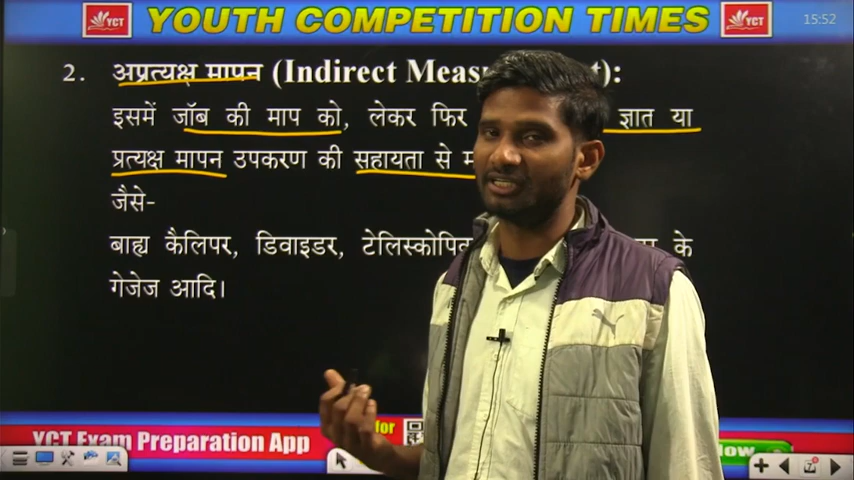 YCT YOUTH COMPETITION TIMES YCT 15:52
2. अप्रत्यक्ष मापन (Indirect Meas t):
इसमें जॉब की माप को, लेकर फिर ज्ञात या
प्रत्यक्ष मापन उपकरण की सहायता से
जैसे-
बाह्य कैलिपर, डिवाइडर, के
गेजेज आदि।
YCT Exam Preparation App for